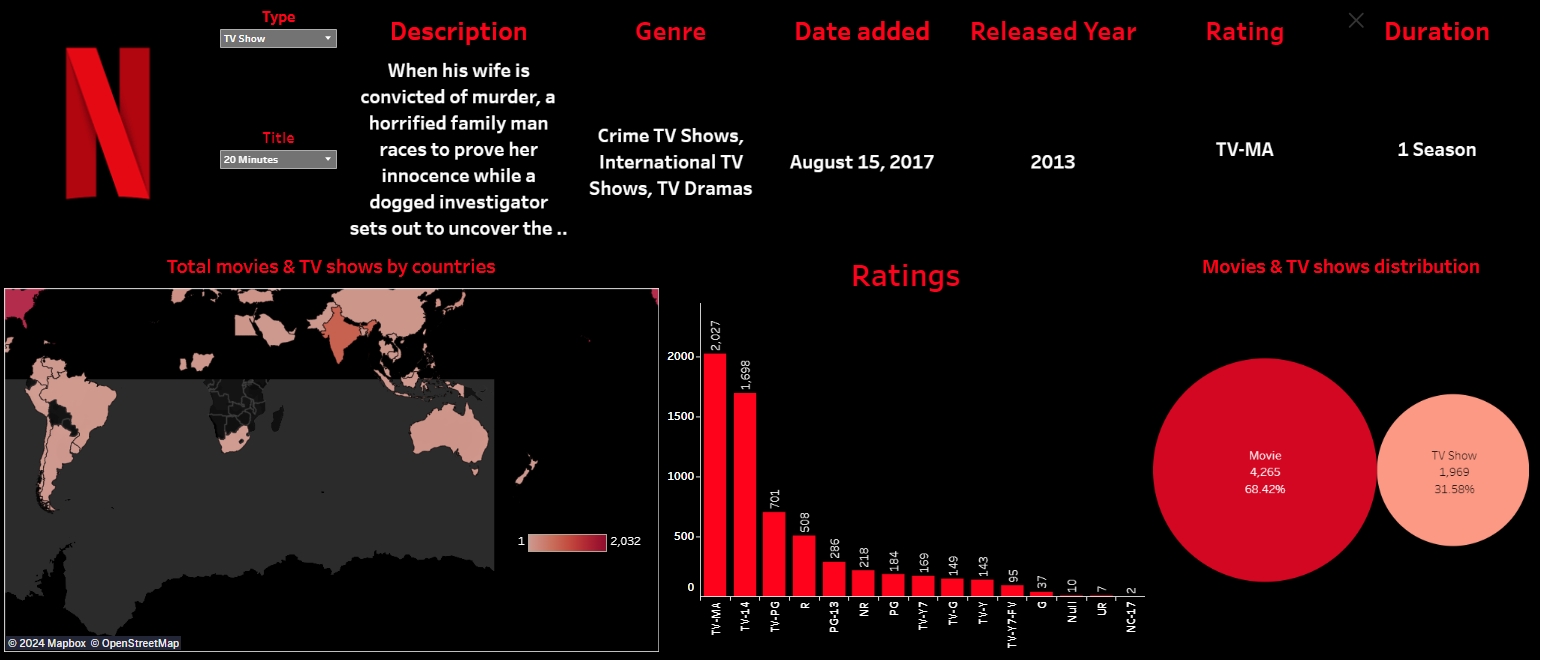 Type
TV Show
Title
20 Minutes
Description
When his wife is
convicted of murder, a
horrified family man
races to prove her
innocence while a
dogged investigator
sets out to uncover the ..
Genre
Crime TV Shows,
International TV
Shows, TV Dramas
Date added
August 15, 2017
Released Year
2013
Rating
TV-MA
Duration
1 Season
Total movies & TV shows by countries
1
2,032
© 2024 Mapbox © OpenStreetMap
Ratings
2000
1500
1000
500
0
2,027
1,698
701
508
286
218
184
169
149
143
95
37
10
7
2
TV-MA
TV-14
TV-PG
R
PG-13
NR
PG
TV-Y7
TV-G
TV-Y
TV-Y7-FV
G
Null
UR
NC-17
Movies & TV shows distribution
Movie
4,265
68.42%
TV Show
1,969
31.58%